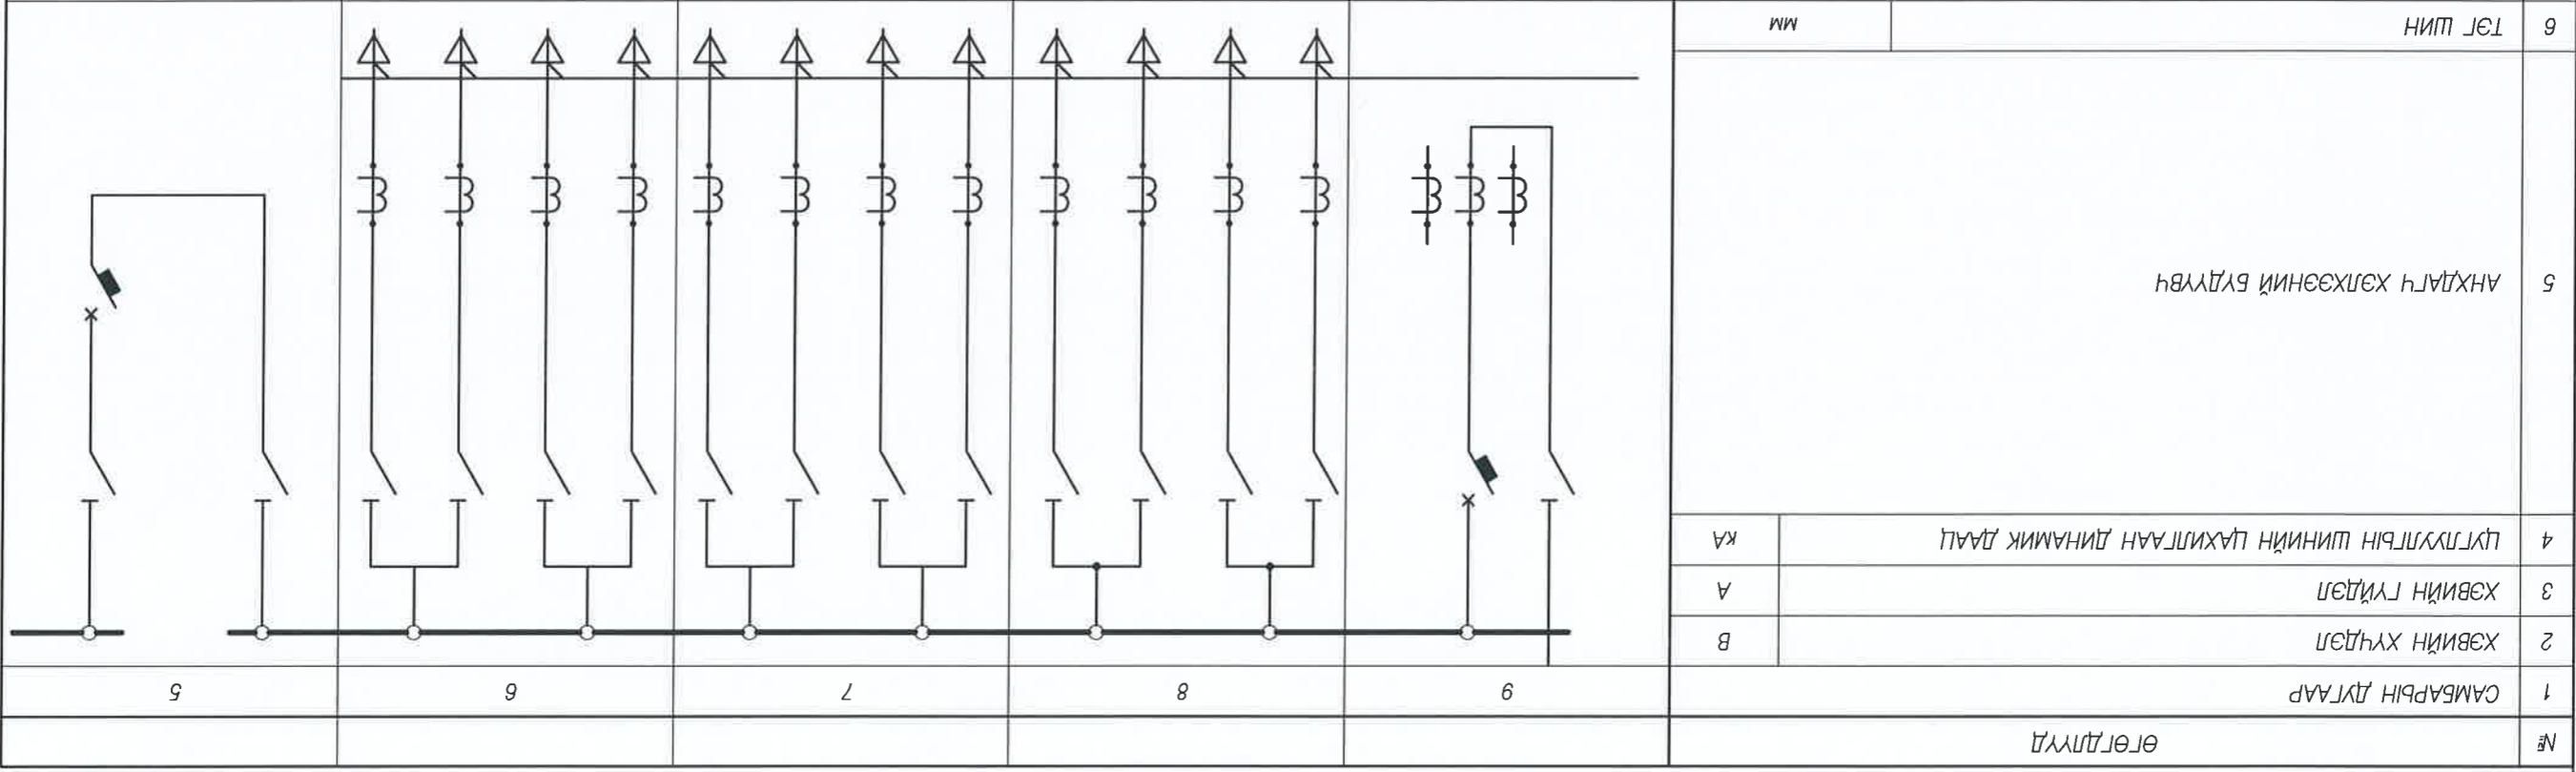 № ӨГӨГДЛҮҮД
1 САМБАРЫН ДУГААР 9 8 7 6 5
2 ХЭВИЙН ХҮЧДЭЛ В
3 ХЭВИЙН ГҮЙДЭЛ А
4 ЦУГЛУУЛГЫН ШИНИЙН ЦАХИЛГААН ДИНАМИК ДААЦ кА
5 АНХДАГЧ ХЭЛХЭЭНИЙ БҮДҮҮВЧ
6 ТЭГ ШИН мм